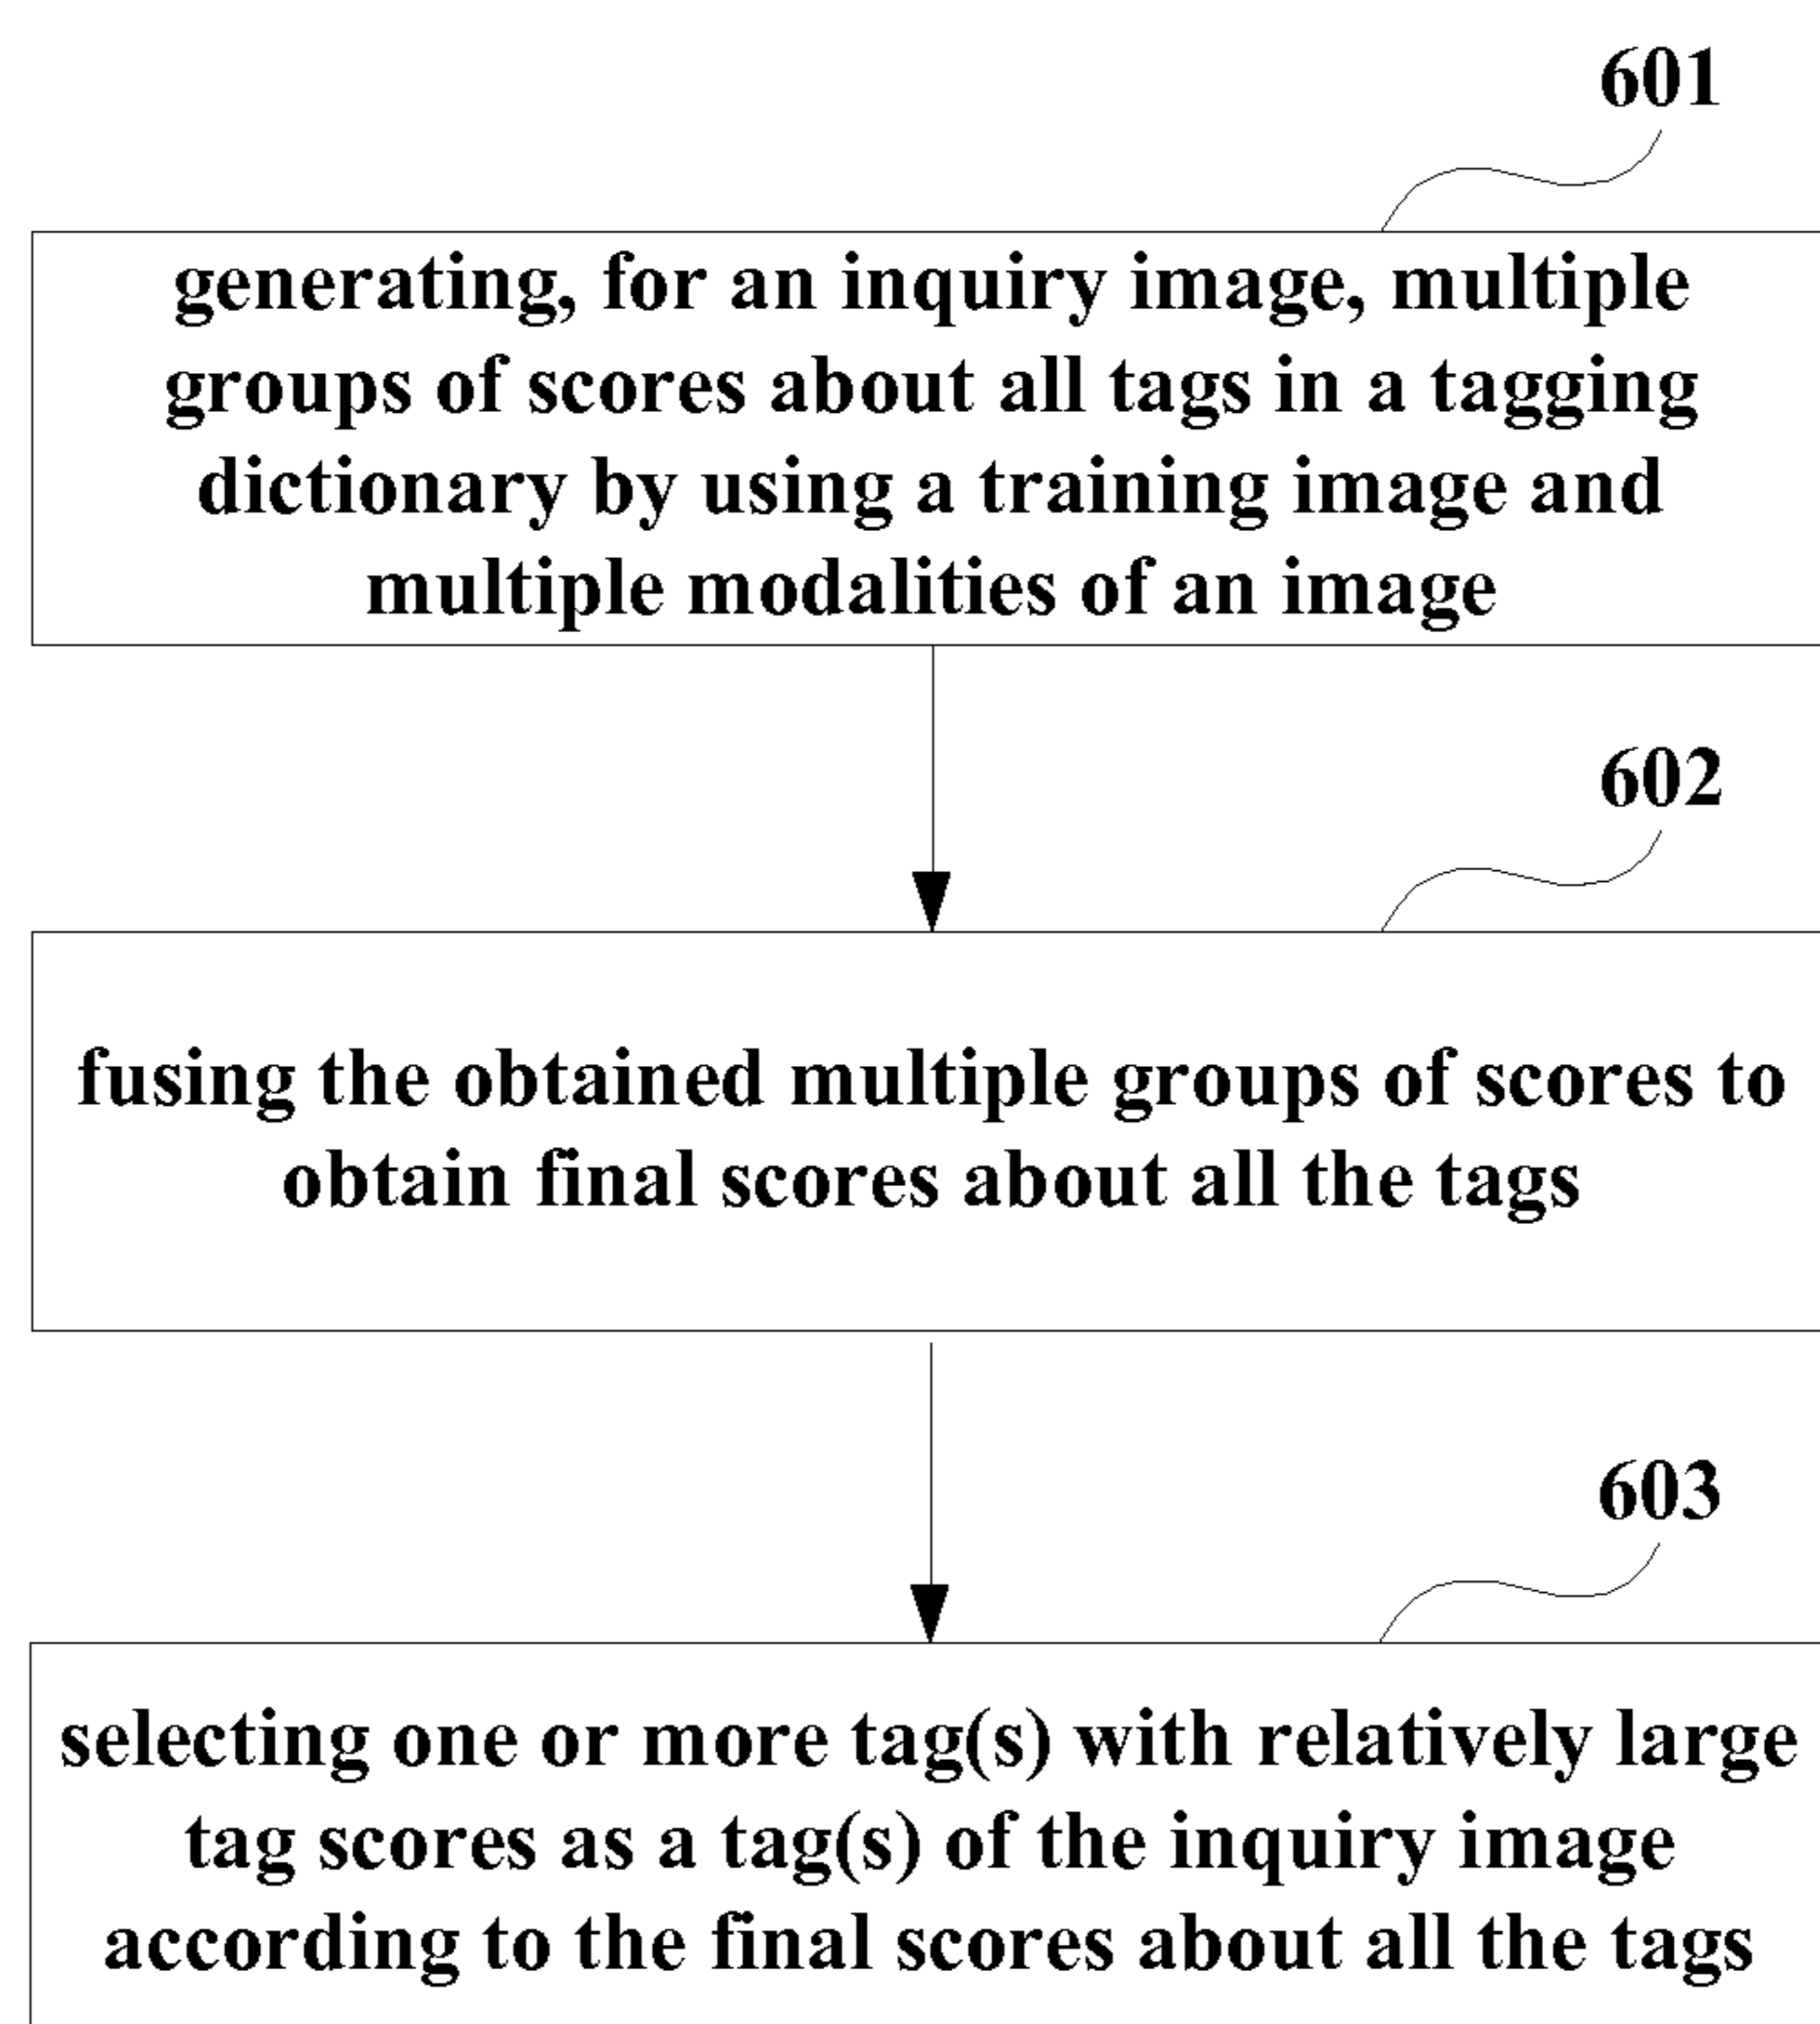 601
generating, for an inquiry image, multiple
groups of scores about all tags in a tagging
dictionary by using a training image and
multiple modalities of an image
602
fusing the obtained multiple groups of scores to
obtain final scores about all the tags
603
selecting one or more tag(s) with relatively large
tag scores as a tag(s) of the inquiry image
according to the final scores about all the tags